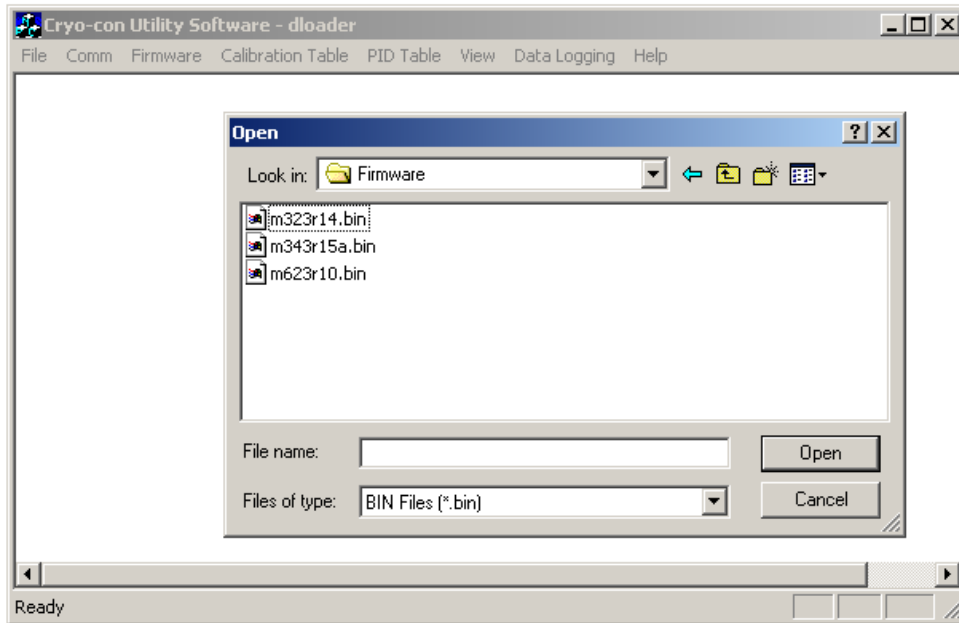 Cryo-con Utility Software - dloader
File Comm Firmware Calibration Table PID Table View Data Logging Help
Open
Look in: Firmware
m323r14.bin
m343r15a.bin
m623r10.bin
File name: Open
Files of type: BIN Files (*.bin) Cancel
Ready